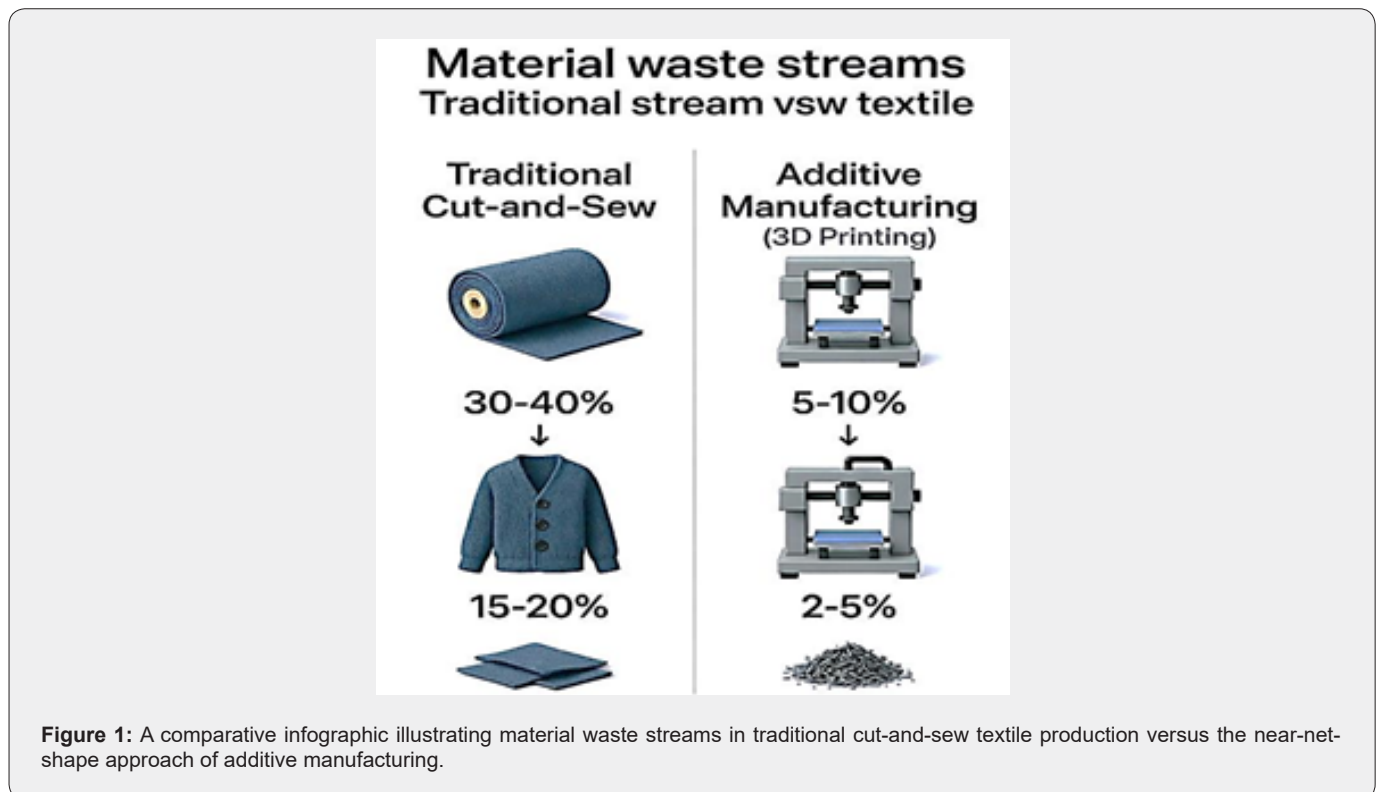 Material waste streams
Traditional stream vsw textile
Traditional
Cut-and-Sew
30-40%
15-20%
Additive
Manufacturing
(3D Printing)
5-10%
2-5%
Figure 1: A comparative infographic illustrating material waste streams in traditional cut-and-sew textile production versus the near-net-
shape approach of additive manufacturing.